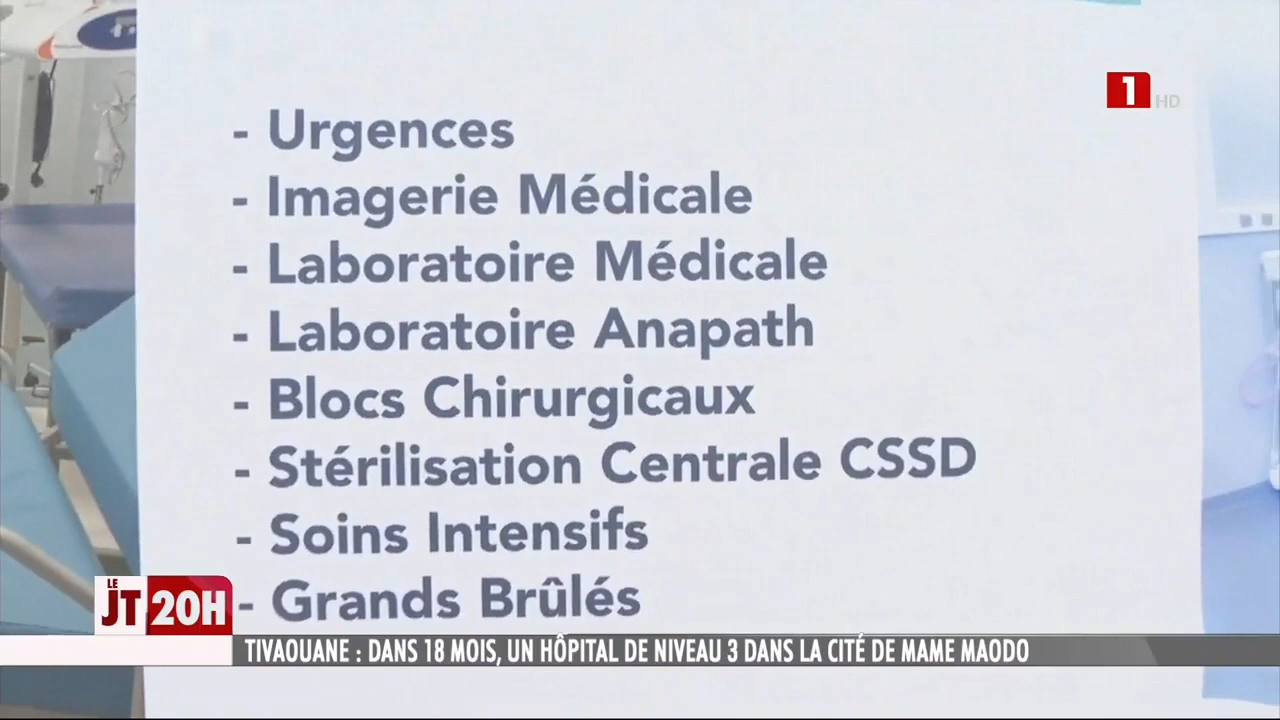 1 HD
- Urgences
- Imagerie Médicale
- Laboratoire Médicale
- Laboratoire Anapath
- Blocs Chirurgicaux
- Stérilisation Centrale CSSD
- Soins Intensifs
- Grands Brûlés
LE JT 20H
TIVAOUANE : DANS 18 MOIS, UN HÔPITAL DE NIVEAU 3 DANS LA CITÉ DE MAME MAODO